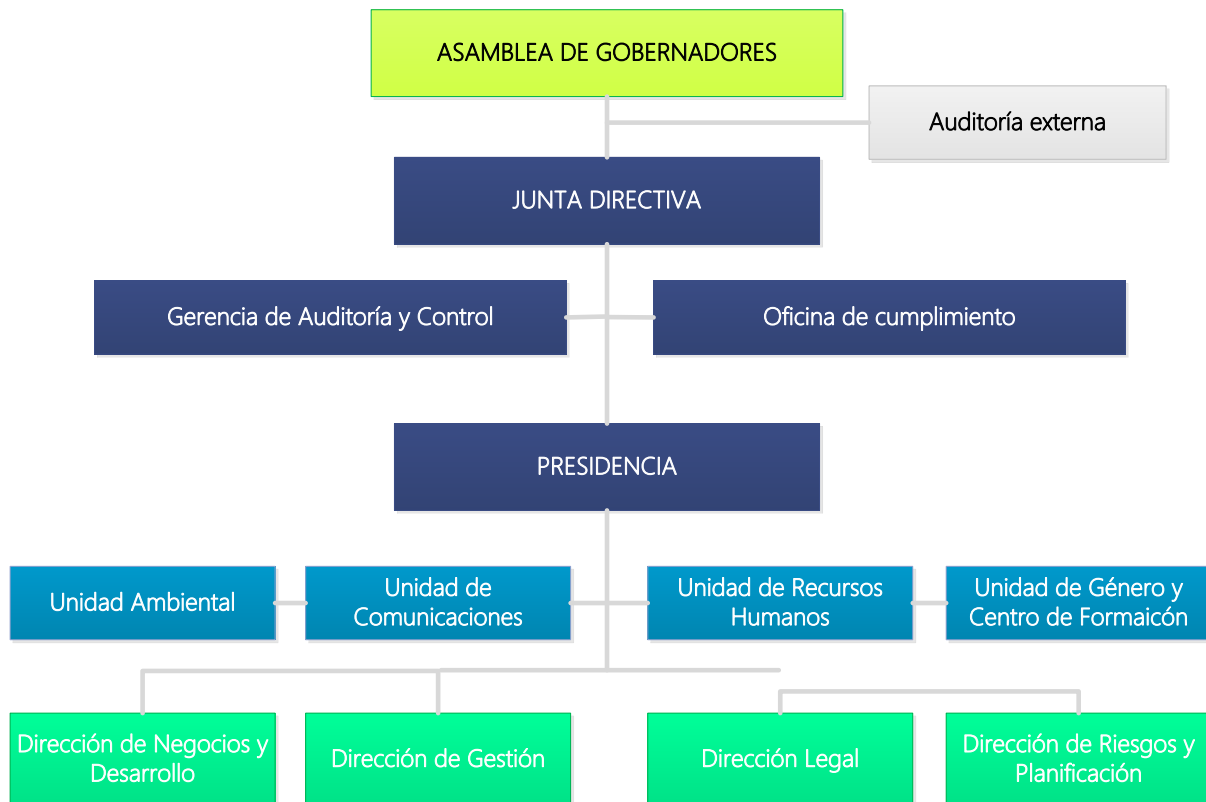 ASAMBLEA DE GOBERNADORES
Auditoría externa
JUNTA DIRECTIVA
Gerencia de Auditoría y Control
Oficina de cumplimiento
PRESIDENCIA
Unidad Ambiental
Unidad de
Comunicaciones
Unidad de Recursos
Humanos
Unidad de Género y
Centro de Formaicón
Dirección de Negocios y
Desarrollo
Dirección de Gestión
Dirección Legal
Dirección de Riesgos y
Planificación